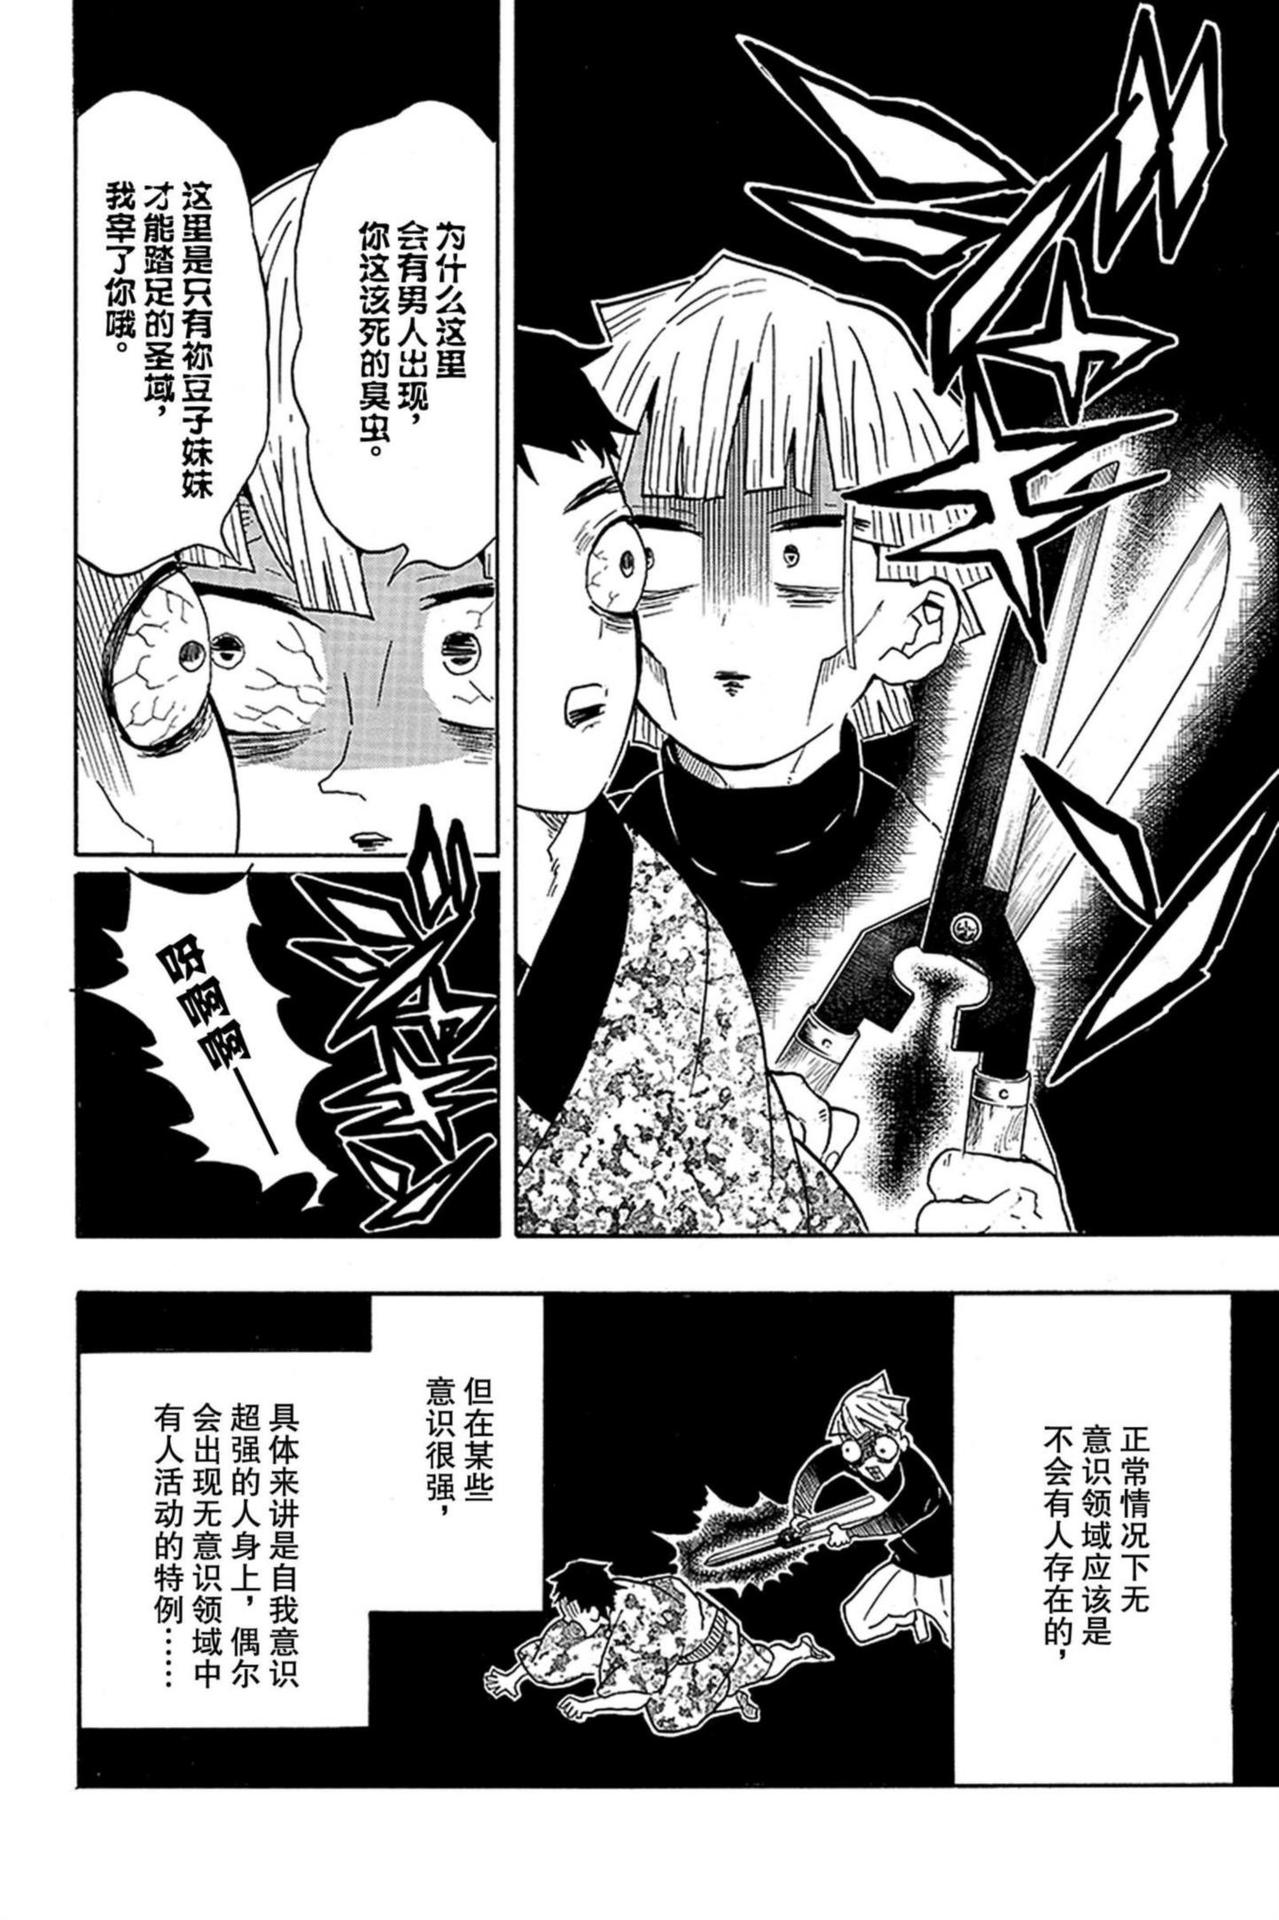 为什么这里
会有男人出现，
你这该死的臭虫。
这里是只有祢豆子妹妹
才能踏足的圣域，
我宰了你哦。
正常情况下无
意识领域应该是
不会有人存在的，
但在某些
意识很强，
具体来讲是自我意识
超强的人身上，偶尔
会出现无意识领域中
有人活动的特例……